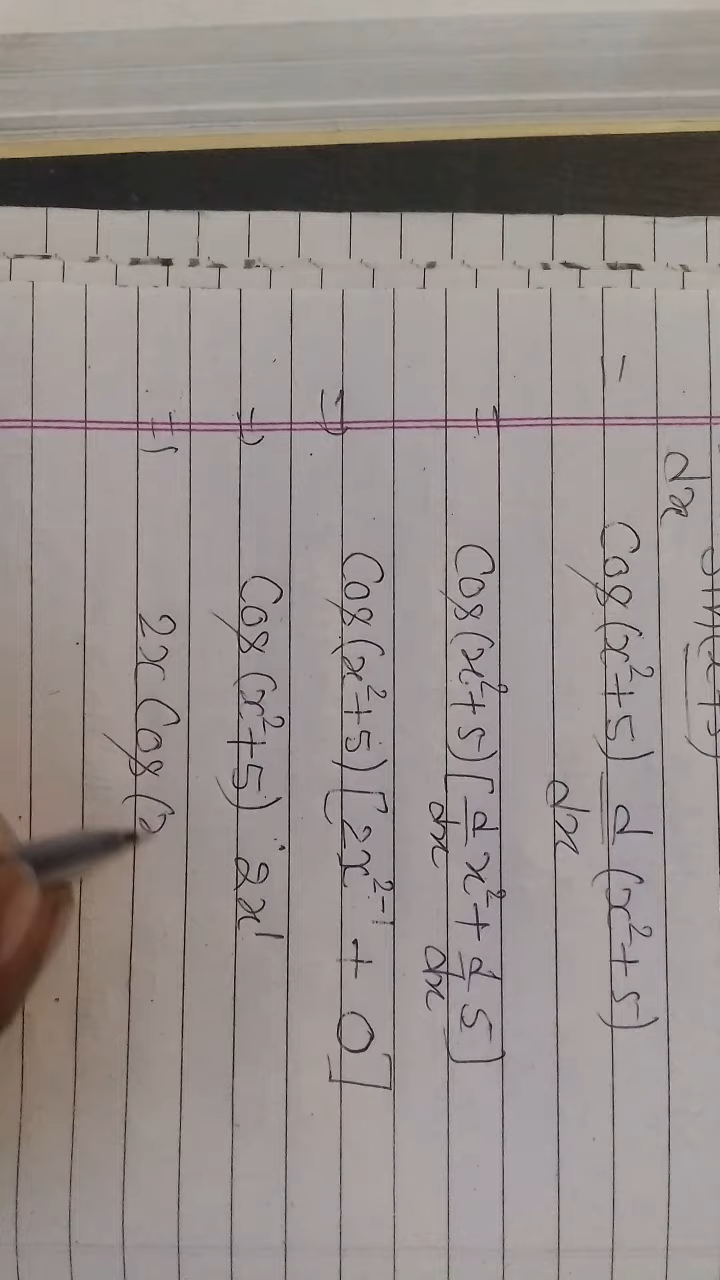 dx
= Cos(x²+5) d/dx (x²+5)
= Cos(x²+5)[d/dx x² + d/dx 5]
⇒ Cos(x²+5)[2x²⁻¹ + 0]
⇒ Cos(x²+5) · 2x¹
⇒ 2x Cos(